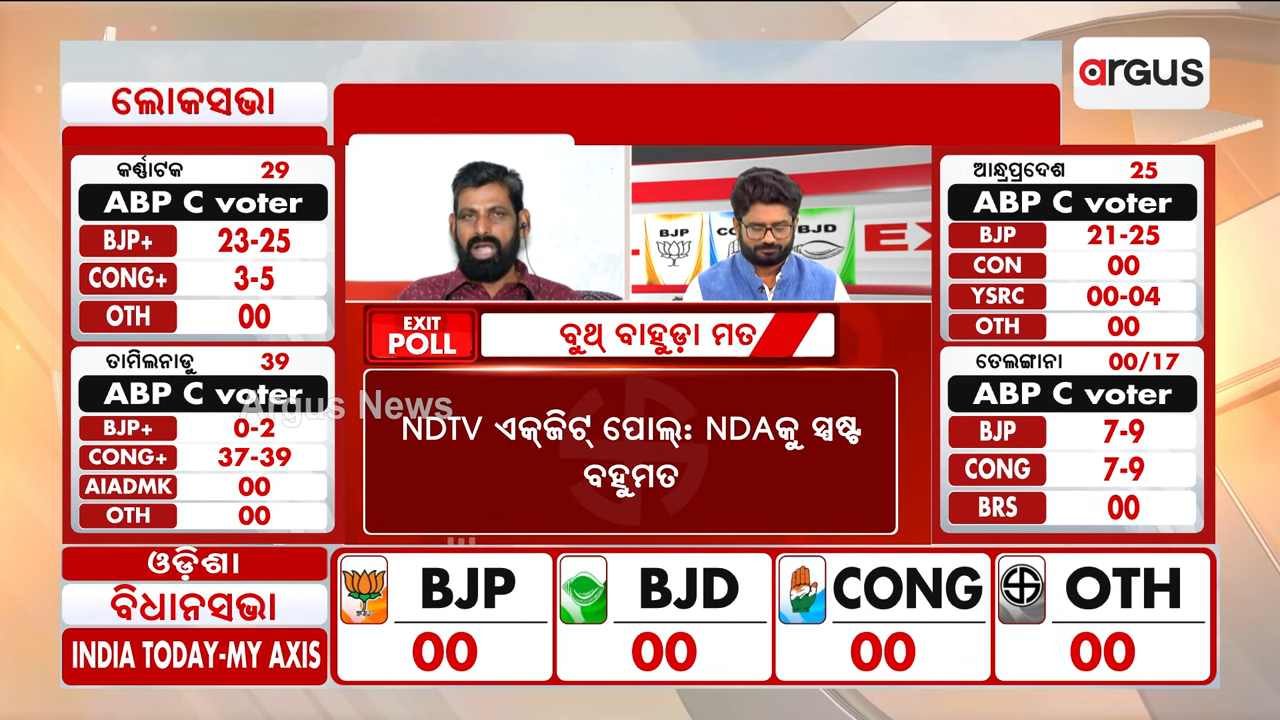 argus
ଲୋକସଭା
କର୍ଣ୍ଣାଟକ 29
ABP C voter
BJP+ 23-25
CONG+ 3-5
OTH 00
ତାମିଲନାଡୁ 39
ABP C voter
BJP+ 0-2
CONG+ 37-39
AIADMK 00
OTH 00
BJP
BJD
EXIT
POLL
ବୁଥ୍ ବାହୁଡ଼ା ମତ
Argus News
NDTV ଏକ୍ଜିଟ୍ ପୋଲ୍: NDAକୁ ସ୍ପଷ୍ଟ
ବହୁମତ
ଆନ୍ଧ୍ରପ୍ରଦେଶ 25
ABP C voter
BJP 21-25
CON 00
YSRC 00-04
OTH 00
ତେଲଙ୍ଗାନା 00/17
ABP C voter
BJP 7-9
CONG 7-9
BRS 00
ଓଡ଼ିଶା
ବିଧାନସଭା
INDIA TODAY-MY AXIS
BJP BJD CONG OTH
00 00 00 00